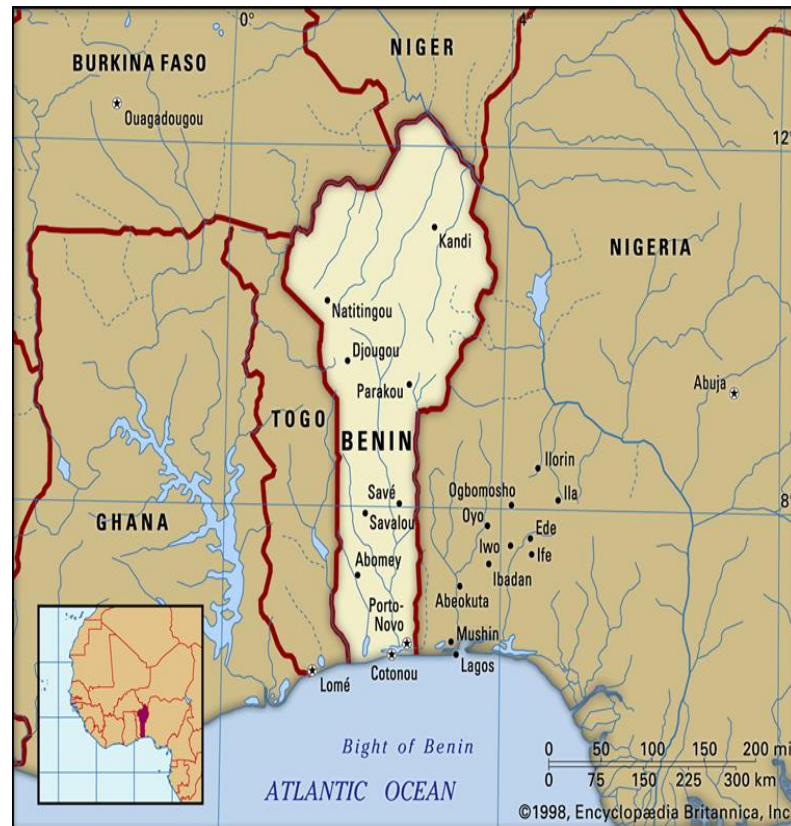 0°
4°
NIGER
BURKINA FASO
Ouagadougou
12°
Kandi
NIGERIA
Natitingou
Djougou
Parakou
Abuja
TOGO
BENIN
Ilorin
Savé
Ogbomosho
Ila
8°
GHANA
Savalou
Oyo
Ede
Iwo
Ife
Abomey
Ibadan
Abeokuta
Porto-
Novo
Mushin
Lomé
Cotonou
Lagos
Bight of Benin
0 50 100 150 200 mi
ATLANTIC OCEAN
0 75 150 225 300 km
©1998, Encyclopædia Britannica, Inc